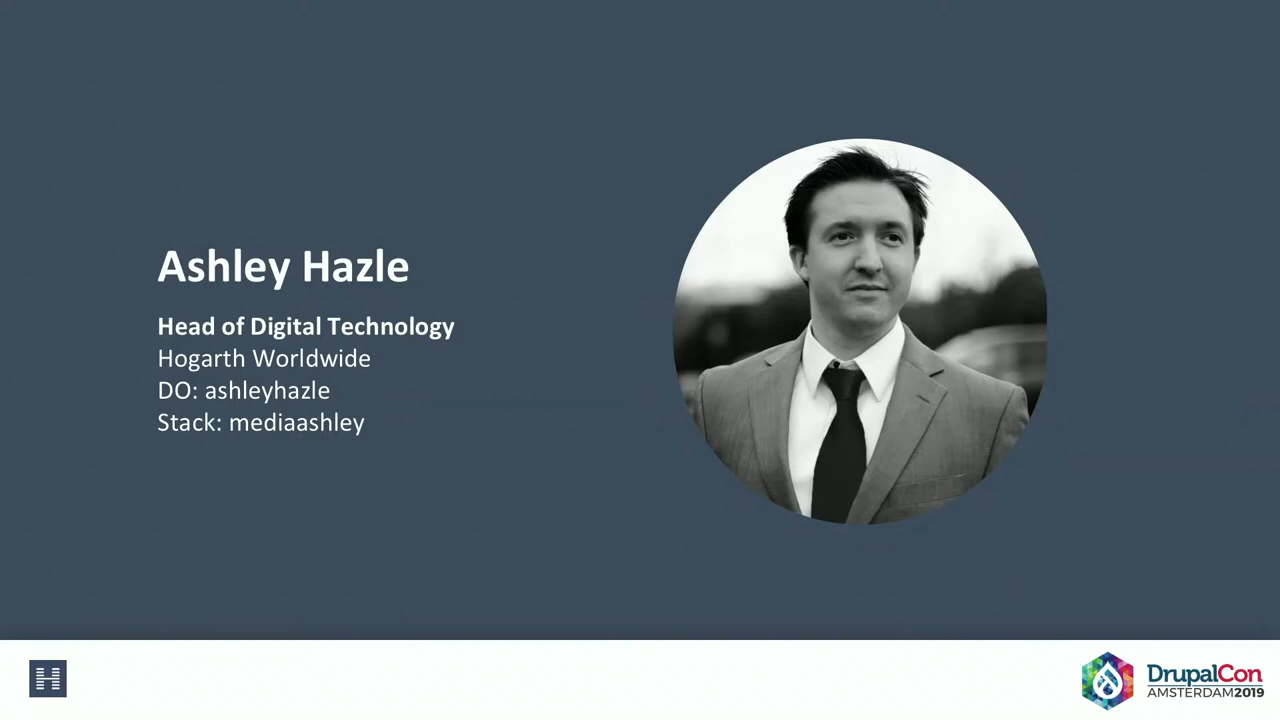 Ashley Hazle
Head of Digital Technology
Hogarth Worldwide
DO: ashleyhazle
Stack: mediaashley
H
DrupalCon
AMSTERDAM2019